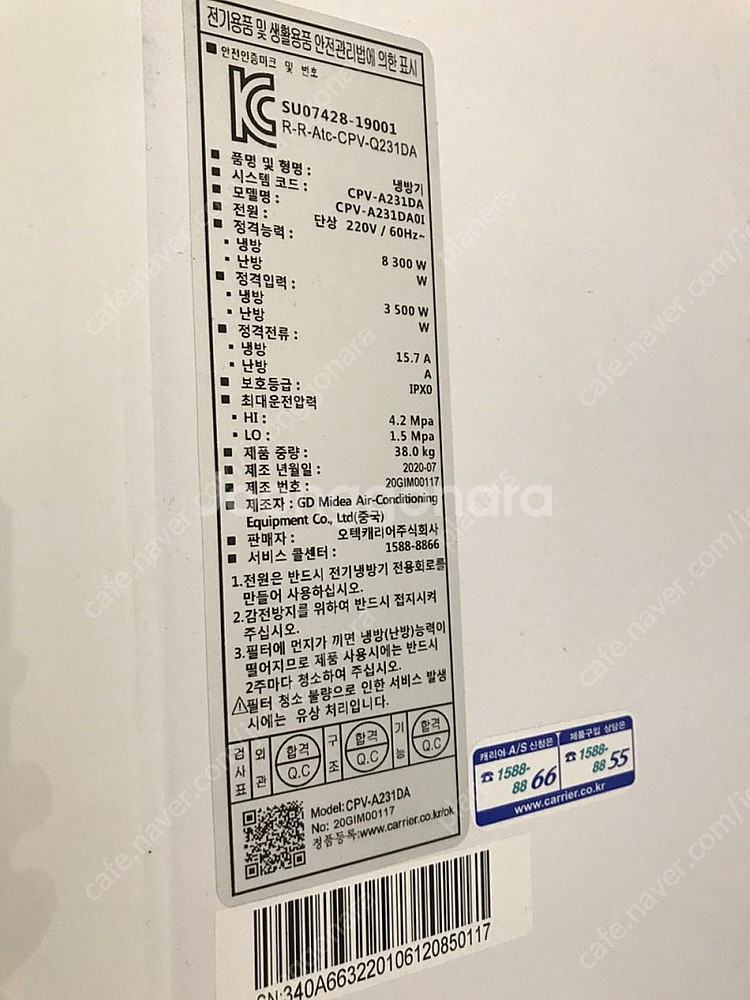 전기용품 및 생활용품 안전관리법에 의한 표시
■ 안전인증마크 및 번호
SU07428-19001
R-R-Atc-CPV-Q231DA
■ 품명 및 형명 : 냉방기
■ 시스템 코드 : CPV-A231DA
■ 모델명 : CPV-A231DA0I
■ 전원 : 단상 220V / 60Hz~
■ 정격능력 :
• 냉방 8 300 W
• 난방 W
■ 정격입력 :
• 냉방 3 500 W
• 난방 W
■ 정격전류 :
• 냉방 15.7 A
• 난방 A
■ 보호등급 : IPX0
■ 최대운전압력
• HI : 4.2 Mpa
• LO : 1.5 Mpa
■ 제품 중량 : 38.0 kg
■ 제조 년월일 : 2020-07
■ 제조 번호 : 20GIM00117
■ 제조자 : GD Midea Air-Conditioning
Equipment Co., Ltd(중국)
■ 판매자 : 오텍캐리어주식회사
■ 서비스 콜센터 : 1588-8866
1.전원은 반드시 전기냉방기 전용회로를
만들어 사용하십시오.
2.감전방지를 위하여 반드시 접지시켜
주십시오.
3.필터에 먼지가 끼면 냉방(난방)능력이
떨어지므로 제품 사용시에는 반드시
2주마다 청소하여 주십시오.
⚠필터 청소 불량으로 인한 서비스 발생
시에는 유상 처리입니다.
검사표 외관 합격 Q.C 구조 합격 Q.C 기능 합격 Q.C
Model:CPV-A231DA
No: 20GIM00117
정품등록:www.carrier.co.kr/ok
캐리어 A/S 신청은 제품구입 상담은
☎ 1588-8866 ☎ 1588-8855
www.carrier.co.kr
SN:340A663220106120850117
cafe.naver.com